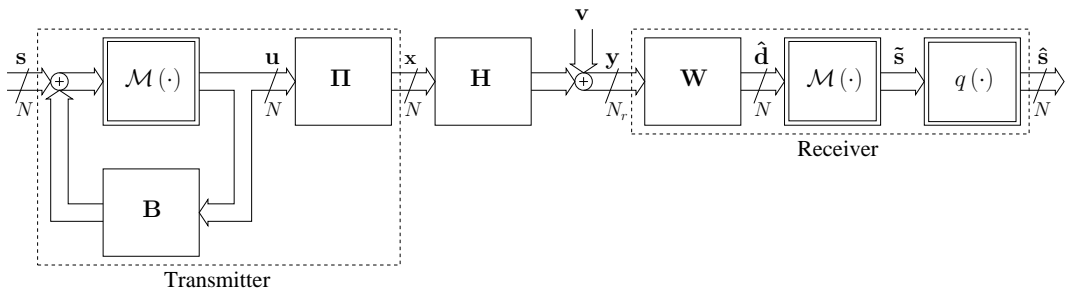 v
s + M(·) u Π x H + y W d̂ M(·) s̃ q(·) ŝ
N N N N_r N N
B
Receiver
Transmitter